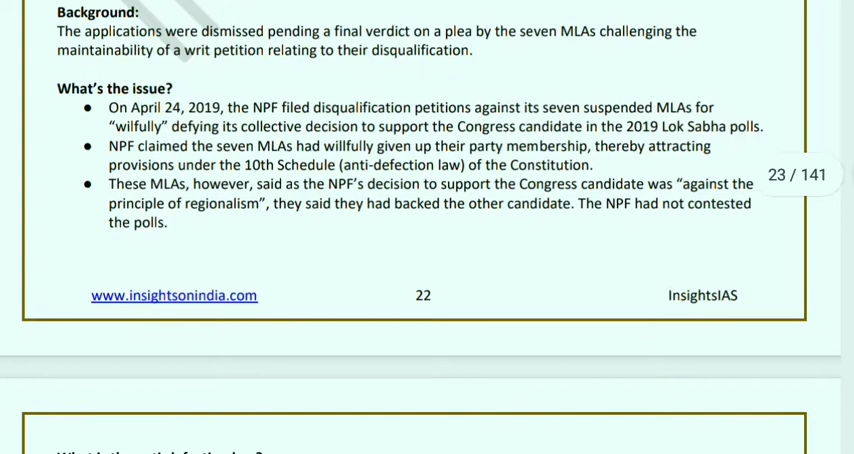 Background:
The applications were dismissed pending a final verdict on a plea by the seven MLAs challenging the
maintainability of a writ petition relating to their disqualification.
What's the issue?
● On April 24, 2019, the NPF filed disqualification petitions against its seven suspended MLAs for
“wilfully” defying its collective decision to support the Congress candidate in the 2019 Lok Sabha polls.
● NPF claimed the seven MLAs had willfully given up their party membership, thereby attracting
provisions under the 10th Schedule (anti-defection law) of the Constitution.
● These MLAs, however, said as the NPF’s decision to support the Congress candidate was “against the
principle of regionalism”, they said they had backed the other candidate. The NPF had not contested
the polls.
23 / 141
www.insightsonindia.com 22 InsightsIAS